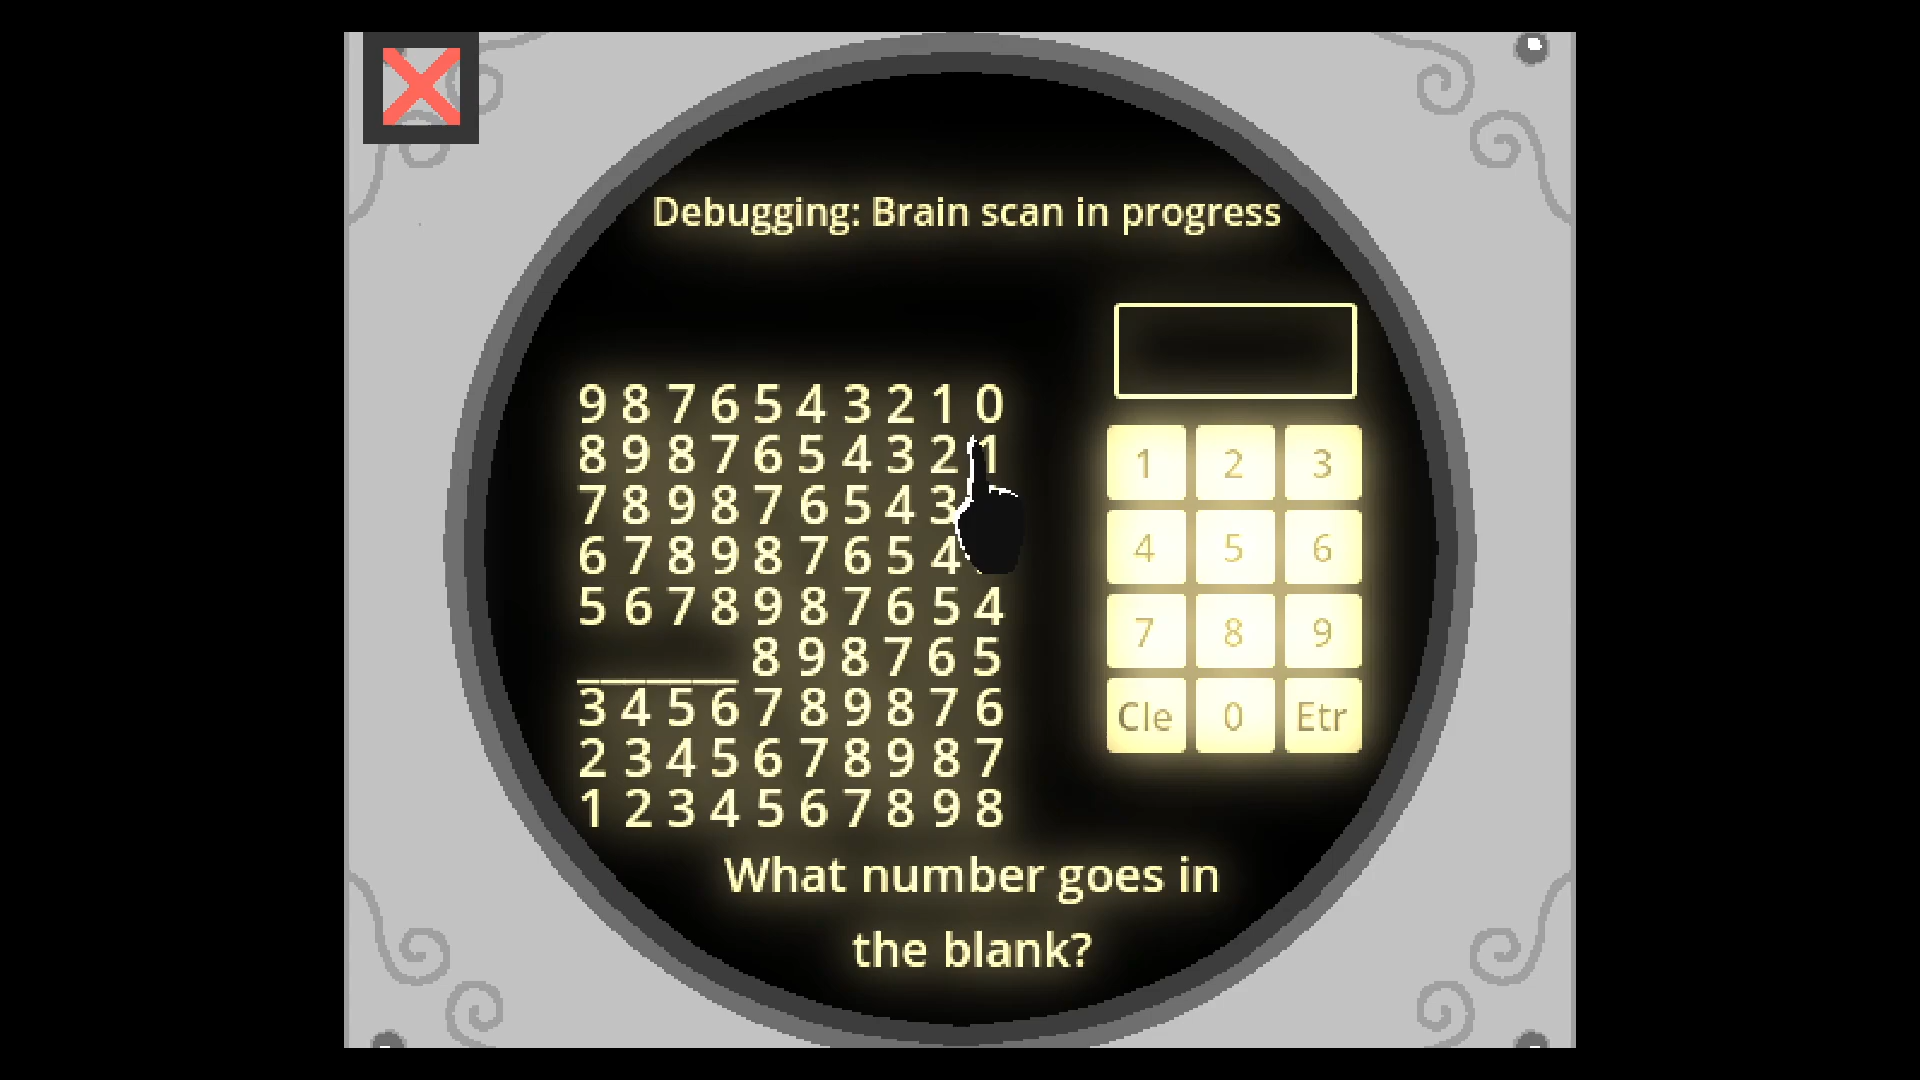 Debugging: Brain scan in progress
9 8 7 6 5 4 3 2 1 0
8 9 8 7 6 5 4 3 2 1
7 8 9 8 7 6 5 4 3
6 7 8 9 8 7 6 5 4
5 6 7 8 9 8 7 6 5 4
_______ 8 9 8 7 6 5
3 4 5 6 7 8 9 8 7 6
2 3 4 5 6 7 8 9 8 7
1 2 3 4 5 6 7 8 9 8
What number goes in
the blank?
1 2 3
4 5 6
7 8 9
Cle 0 Etr